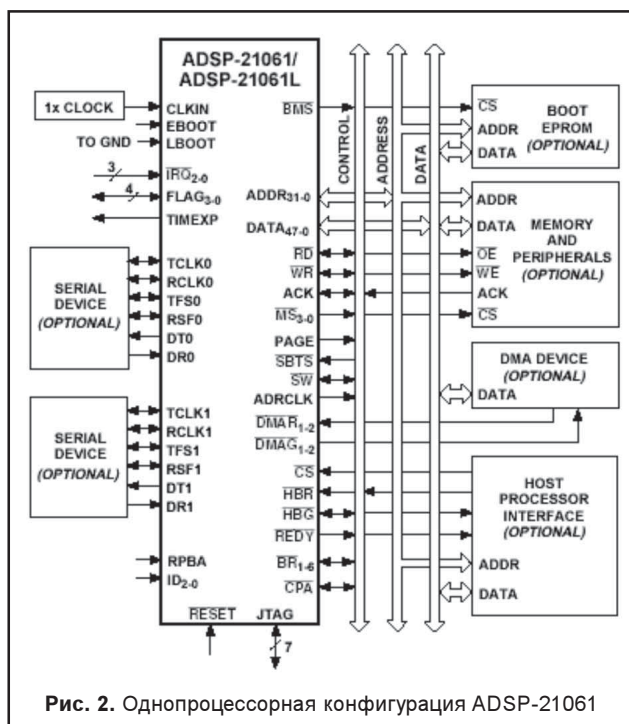 ADSP-21061/
ADSP-21061L
1x CLOCK
CLKIN
EBOOT
TO GND
LBOOT
3
IRQ2-0
4
FLAG3-0
TIMEXP
SERIAL
DEVICE
(OPTIONAL)
TCLK0
RCLK0
TFS0
RSF0
DT0
DR0
SERIAL
DEVICE
(OPTIONAL)
TCLK1
RCLK1
TFS1
RSF1
DT1
DR1
RPBA
ID2-0
RESET
JTAG
7
BMS
ADDR31-0
DATA47-0
RD
WR
ACK
MS3-0
PAGE
SBTS
SW
ADRCLK
DMAR1-2
DMAG1-2
CS
HBR
HBG
REDY
BR1-6
CPA
CONTROL
ADDRESS
DATA
CS
ADDR
DATA
BOOT
EPROM
(OPTIONAL)
ADDR
DATA
OE
WE
ACK
CS
MEMORY
AND
PERIPHERALS
(OPTIONAL)
DMA DEVICE
(OPTIONAL)
DATA
HOST
PROCESSOR
INTERFACE
(OPTIONAL)
ADDR
DATA
Рис. 2. Однопроцессорная конфигурация ADSP-21061